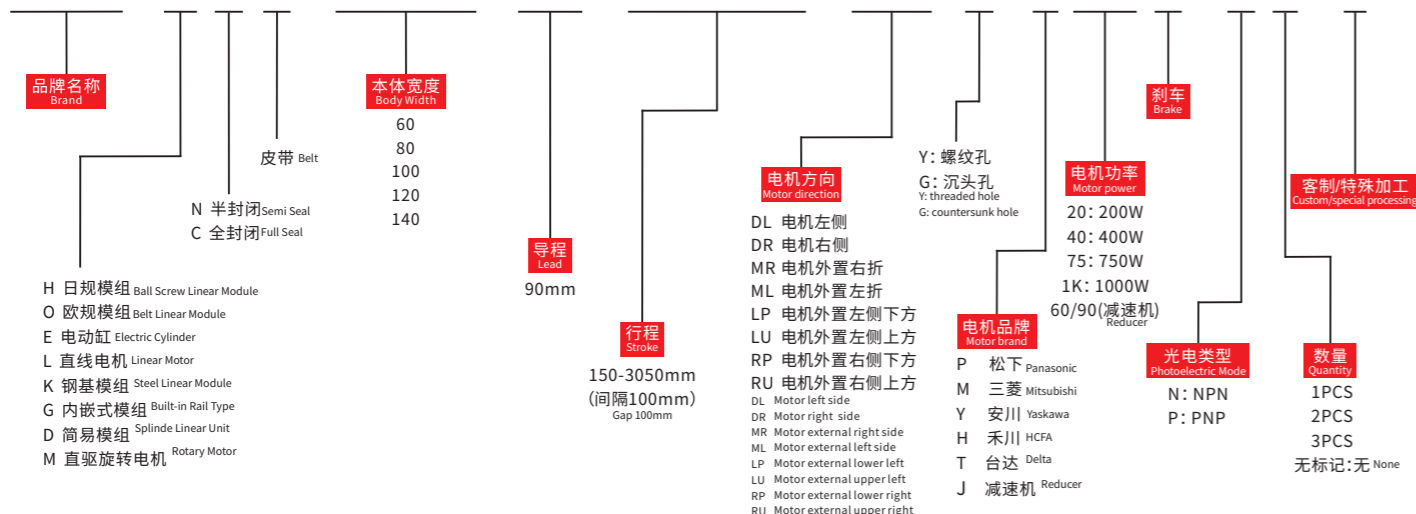 品牌名称
Brand
H 日规模组 Ball Screw Linear Module
O 欧规模组 Belt Linear Module
E 电动缸 Electric Cylinder
L 直线电机 Linear Motor
K 钢基模组 Steel Linear Module
G 内嵌式模组 Built-in Rail Type
D 简易模组 Splinde Linear Unit
M 直驱旋转电机 Rotary Motor
N 半封闭 Semi Seal
C 全封闭 Full Seal
皮带 Belt
本体宽度
Body Width
60
80
100
120
140
导程
Lead
90mm
行程
Stroke
150-3050mm
(间隔100mm)
Gap 100mm
电机方向
Motor direction
DL 电机左侧
DR 电机右侧
MR 电机外置右折
ML 电机外置左折
LP 电机外置左侧下方
LU 电机外置左侧上方
RP 电机外置右侧下方
RU 电机外置右侧上方
DL Motor left side
DR Motor right side
MR Motor external right side
ML Motor external left side
LP Motor external lower left
LU Motor external upper left
RP Motor external lower right
RU Motor external upper right
Y: 螺纹孔
G: 沉头孔
Y: threaded hole
G: countersunk hole
电机品牌
Motor brand
P 松下 Panasonic
M 三菱 Mitsubishi
Y 安川 Yaskawa
H 禾川 HCFA
T 台达 Delta
J 减速机 Reducer
电机功率
Motor power
20: 200W
40: 400W
75: 750W
1K: 1000W
60/90(减速机)
Reducer
刹车
Brake
光电类型
Photoelectric Mode
N: NPN
P: PNP
数量
Quantity
1PCS
2PCS
3PCS
无标记:无 None
客制/特殊加工
Custom/special processing